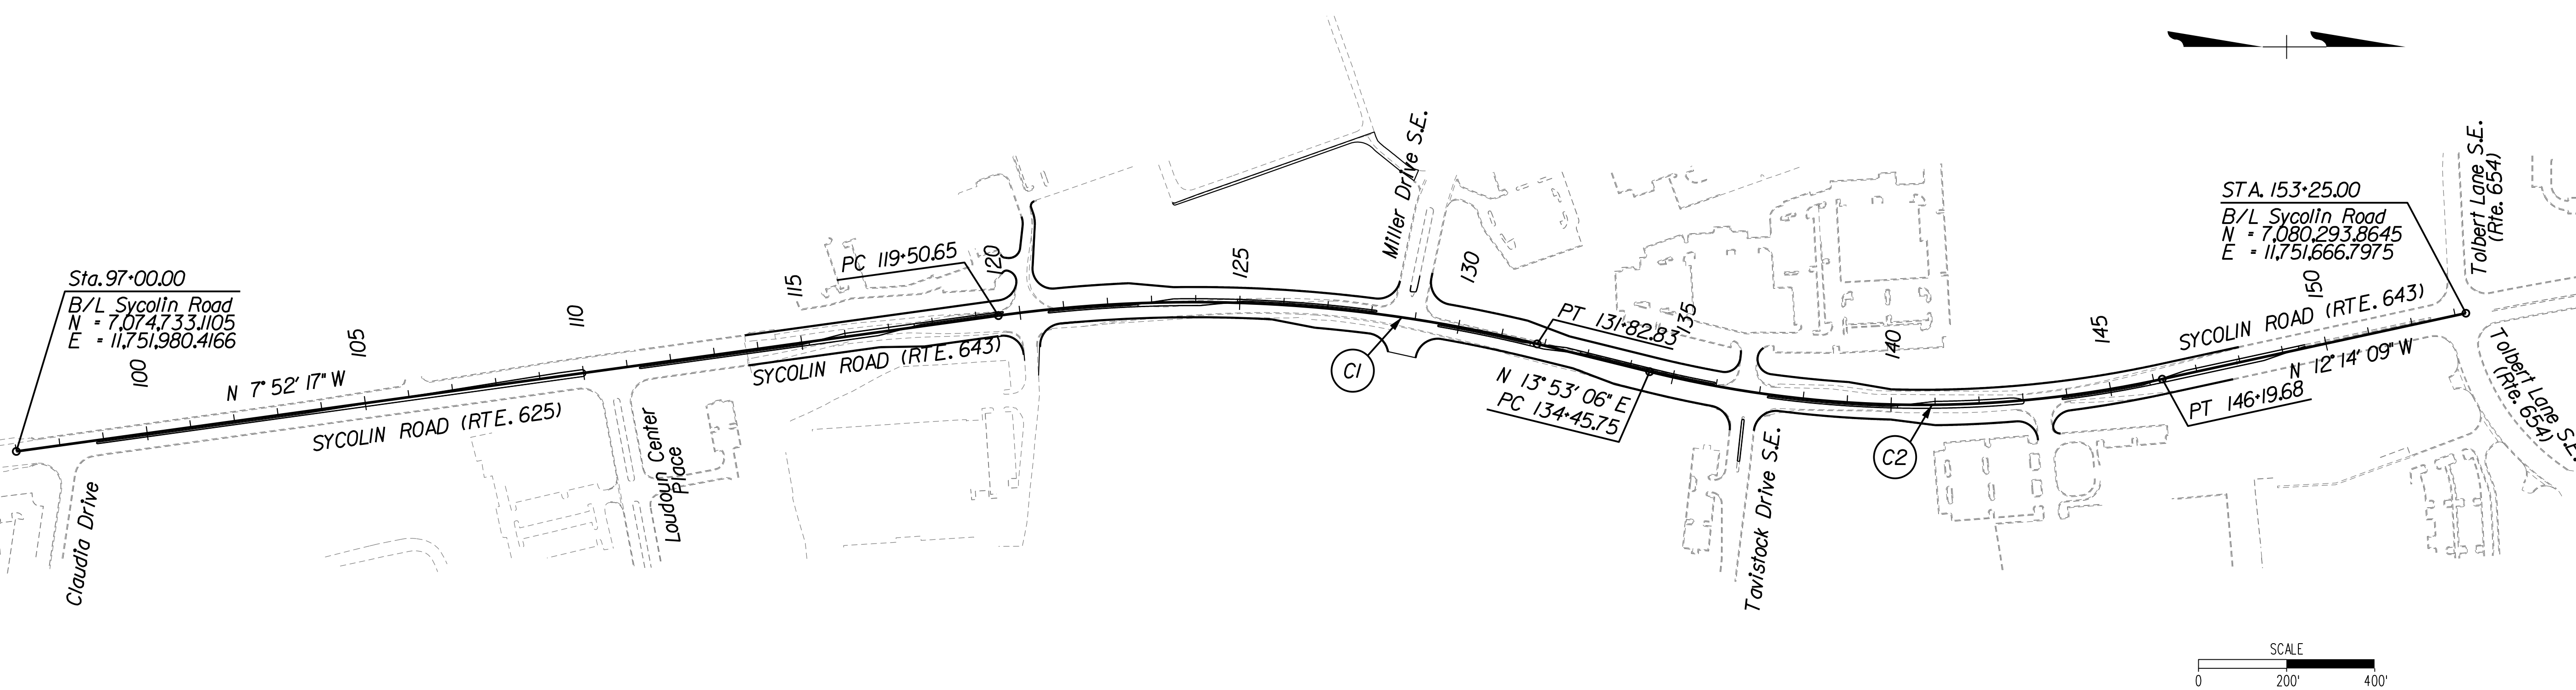 Sta. 97+00.00
B/L Sycolin Road
N = 7,074,733.1105
E = 11,751,980.4166
100
105
110
115
120
125
130
135
140
145
150
N 7° 52' 17" W
SYCOLIN ROAD (RTE. 625)
Claudia Drive
Loudoun Center
Place
PC 119+50.65
SYCOLIN ROAD (RTE. 643)
Miller Drive S.E.
C1
PT 131+82.83
N 13° 53' 06" E
PC 134+45.75
Tavistock Drive S.E.
C2
STA. 153+25.00
B/L Sycolin Road
N = 7,080,293.8645
E = 11,751,666.7975
SYCOLIN ROAD (RTE. 643)
N 12° 14' 09" W
PT 146+19.68
Tolbert Lane S.E.
(Rte. 654)
Tolbert Lane S.E.
(Rte. 654)
SCALE
0 200' 400'